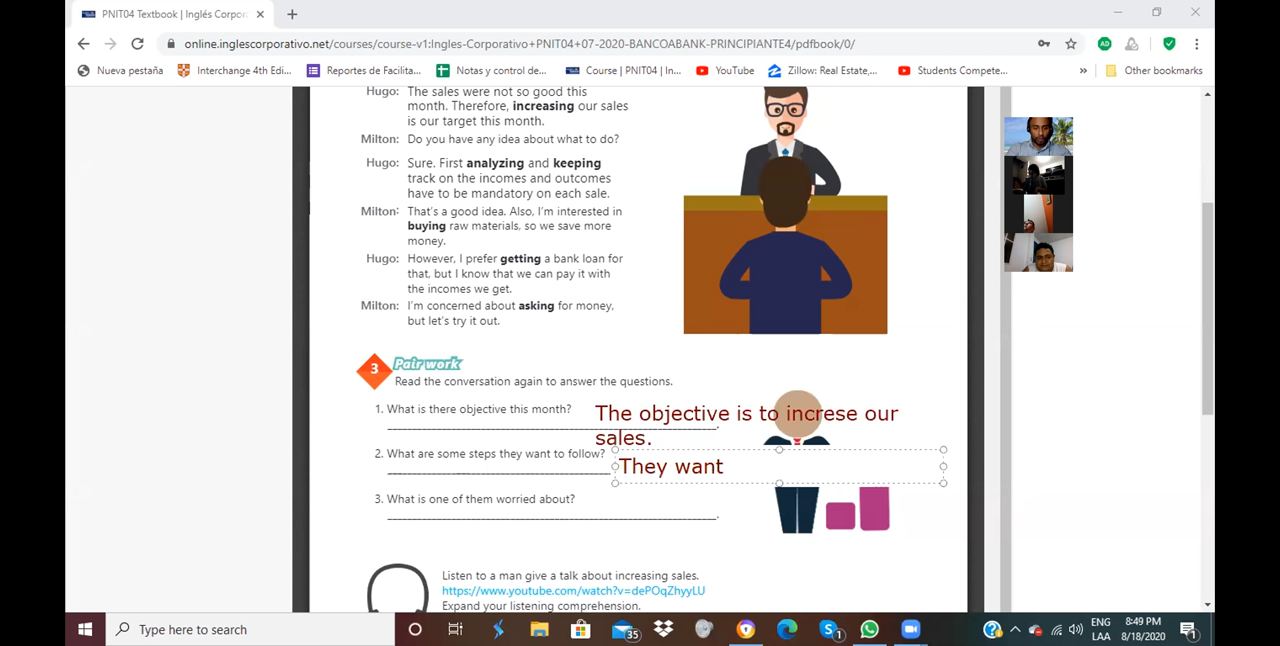 PNIT04 Textbook | Inglés Corpor
online.inglescorporativo.net/courses/course-v1:Ingles-Corporativo+PNIT04+07-2020-BANCOABANK-PRINCIPIANTE4/pdfbook/0/
AD
Nueva pestaña
Interchange 4th Edi...
Reportes de Facilita...
Notas y control de...
Course | PNIT04 | In...
YouTube
Zillow: Real Estate,...
Students Compete...
»
Other bookmarks
Hugo: The sales were not so good this
month. Therefore, increasing our sales
is our target this month.
Milton: Do you have any idea about what to do?
Hugo: Sure. First analyzing and keeping
track on the incomes and outcomes
have to be mandatory on each sale.
Milton: That's a good idea. Also, I'm interested in
buying raw materials, so we save more
money.
Hugo: However, I prefer getting a bank loan for
that, but I know that we can pay it with
the incomes we get.
Milton: I'm concerned about asking for money,
but let's try it out.
3 Pair work
Read the conversation again to answer the questions.
1. What is there objective this month?
The objective is to increse our
sales.
2. What are some steps they want to follow?
They want
3. What is one of them worried about?
Listen to a man give a talk about increasing sales.
https://www.youtube.com/watch?v=dePOqZhyyLU
Expand your listening comprehension.
Type here to search
35
1
ENG
LAA
8:49 PM
8/18/2020
1